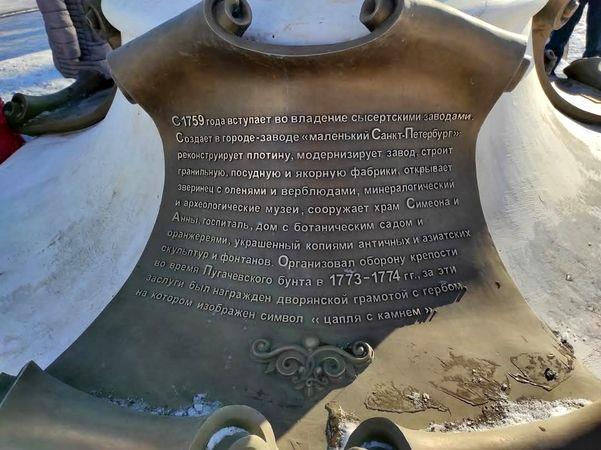 С 1759 года вступает во владение сысертскими заводами.
Создает в городе-заводе «маленький Санкт-Петербург»:
реконструирует плотину, модернизирует завод, строит
гранильную, посудную и якорную фабрики, открывает
зверинец с оленями и верблюдами, минералогический
и археологические музеи, сооружает храм Симеона и
Анны, госпиталь, дом с ботаническим садом и
оранжереями, украшенный копиями античных и азиатских
скульптур и фонтанов. Организовал оборону крепости
во время Пугачевского бунта в 1773-1774 гг., за эти
заслуги был награжден дворянской грамотой с гербом,
на котором изображен символ « цапля с камнем »,